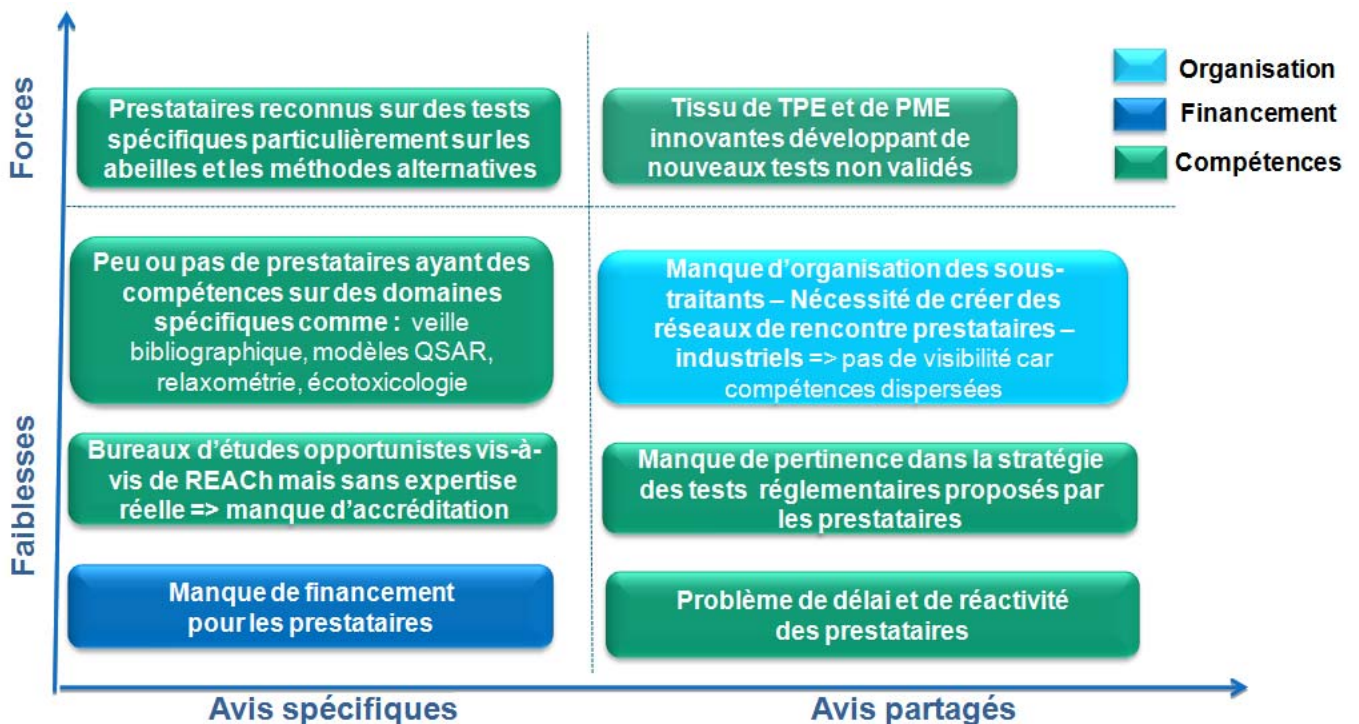 Forces
Prestataires reconnus sur des tests
spécifiques particulièrement sur les
abeilles et les méthodes alternatives
Tissu de TPE et de PME
innovantes développant de
nouveaux tests non validés
Organisation
Financement
Compétences
Faiblesses
Peu ou pas de prestataires ayant des
compétences sur des domaines
spécifiques comme : veille
bibliographique, modèles QSAR,
relaxométrie, écotoxicologie
Manque d'organisation des sous-
traitants – Nécessité de créer des
réseaux de rencontre prestataires –
industriels => pas de visibilité car
compétences dispersées
Bureaux d'études opportunistes vis-à-
vis de REACh mais sans expertise
réelle => manque d'accréditation
Manque de pertinence dans la stratégie
des tests réglementaires proposés par
les prestataires
Manque de financement
pour les prestataires
Problème de délai et de réactivité
des prestataires
Avis spécifiques
Avis partagés